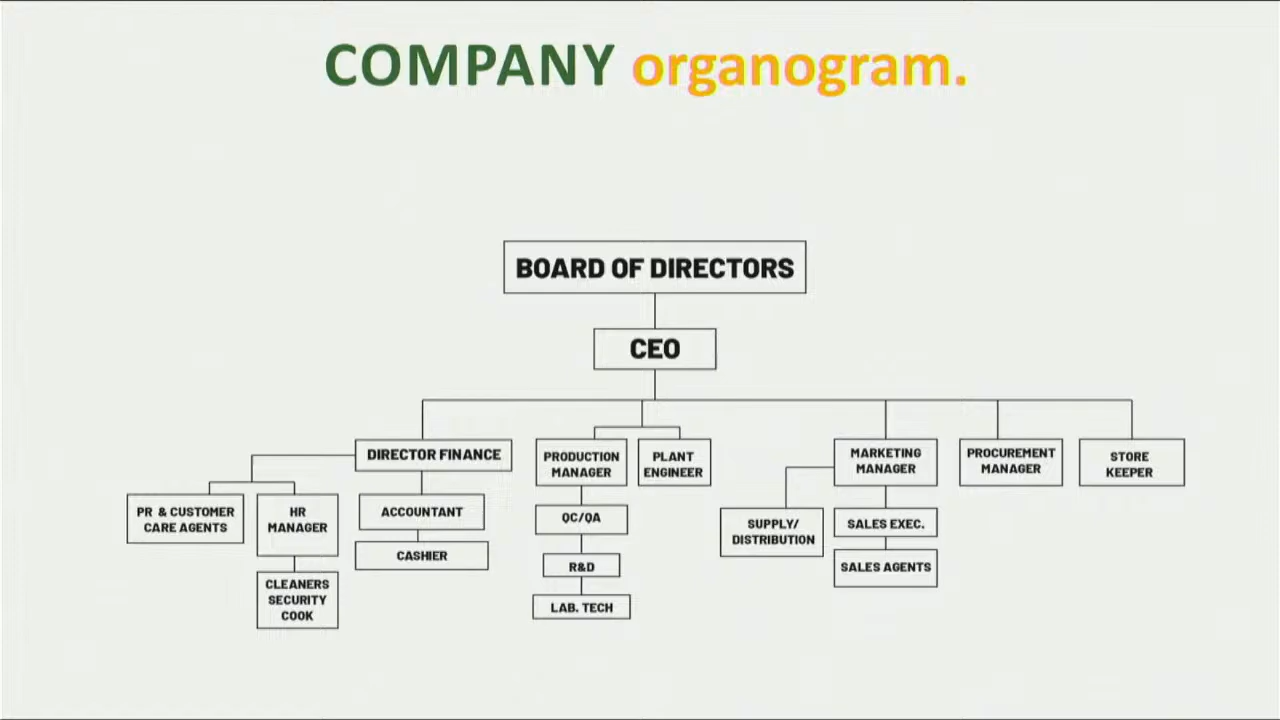 COMPANY organogram.
BOARD OF DIRECTORS
CEO
DIRECTOR FINANCE
PRODUCTION
MANAGER
PLANT
ENGINEER
MARKETING
MANAGER
PROCUREMENT
MANAGER
STORE
KEEPER
PR & CUSTOMER
CARE AGENTS
HR
MANAGER
ACCOUNTANT
QC/QA
SUPPLY/
DISTRIBUTION
SALES EXEC.
CASHIER
R&D
SALES AGENTS
CLEANERS
SECURITY
COOK
LAB. TECH